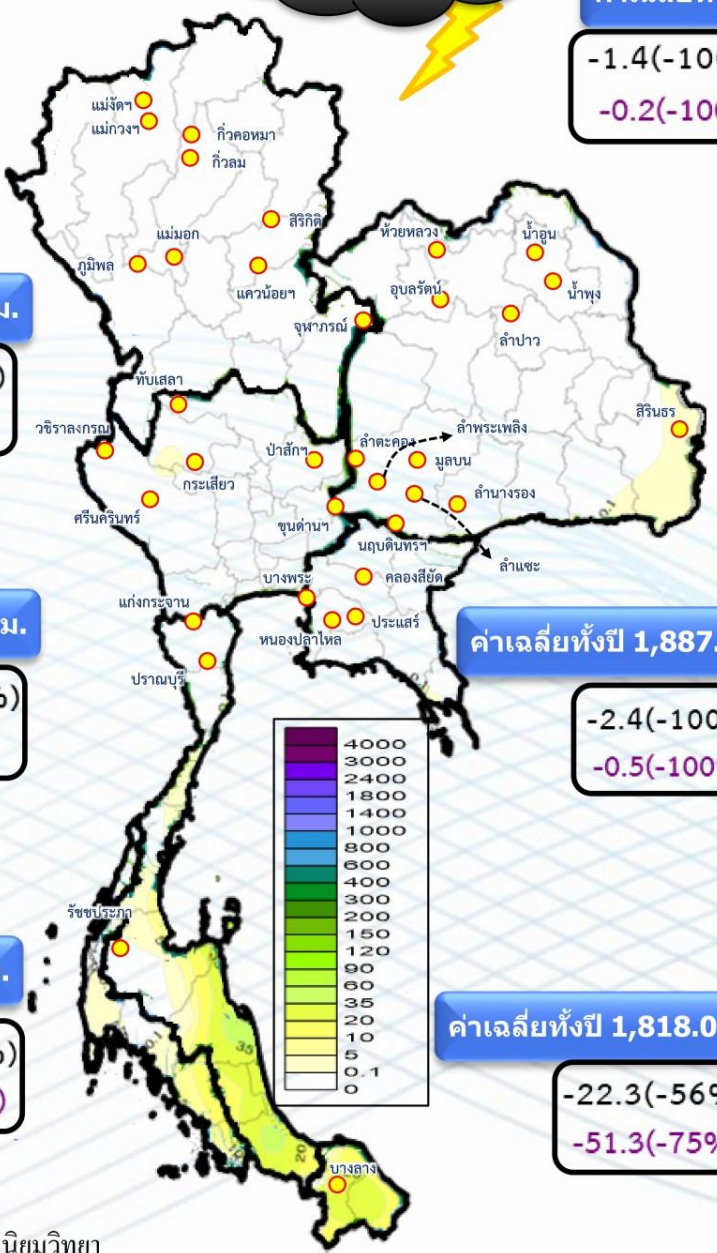 -1.4(-100
-0.2(-100
แม่งัดฯ
แม่กวงฯ
กิ่วคอหมา
กิ่วลม
สิริกิติ์
แม่มอก
ภูมิพล
แควน้อยฯ
ห้วยหลวง
น้ำอูน
อุบลรัตน์
น้ำพุง
จุฬาภรณ์
ลำปาว
ม.
)
ทับเสลา
สิรินธร
วชิราลงกรณ
ป่าสักฯ
ลำตะคอง
ลำพระเพลิง
มูลบน
กระเสียว
ศรีนครินทร์
ลำนางรอง
0.1
ขุนด่านฯ
นฤบดินทรฯ
ลำแซะ
บางพระ
คลองสียัด
ม.
แก่งกระจาน
ประแสร์
หนองปลาไหล
ค่าเฉลี่ยทั้งปี 1,887.
ปราณบุรี
%)
-2.4(-100
-0.5(-100%
4000
3000
2400
1800
1400
1000
800
600
400
300
200
150
120
90
60
35
20
10
5
0.1
0
รัชชประภา
.
)
)
0.1
35
20
ค่าเฉลี่ยทั้งปี 1,818.0
-22.3(-56%
-51.3(-75%
บางลาง
นิยมวิทยา